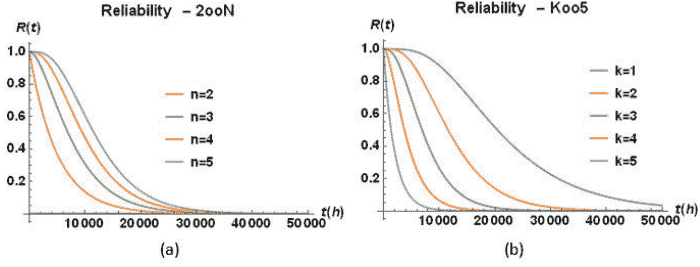 Reliability – 2ooN
R(t)
1.0
0.8
0.6
0.4
0.2
n=2
n=3
n=4
n=5
10 000 20 000 30 000 40 000 50 000 t(h)
(a)
Reliability – Koo5
R(t)
1.0
0.8
0.6
0.4
0.2
k=1
k=2
k=3
k=4
k=5
10 000 20 000 30 000 40 000 50 000 t(h)
(b)